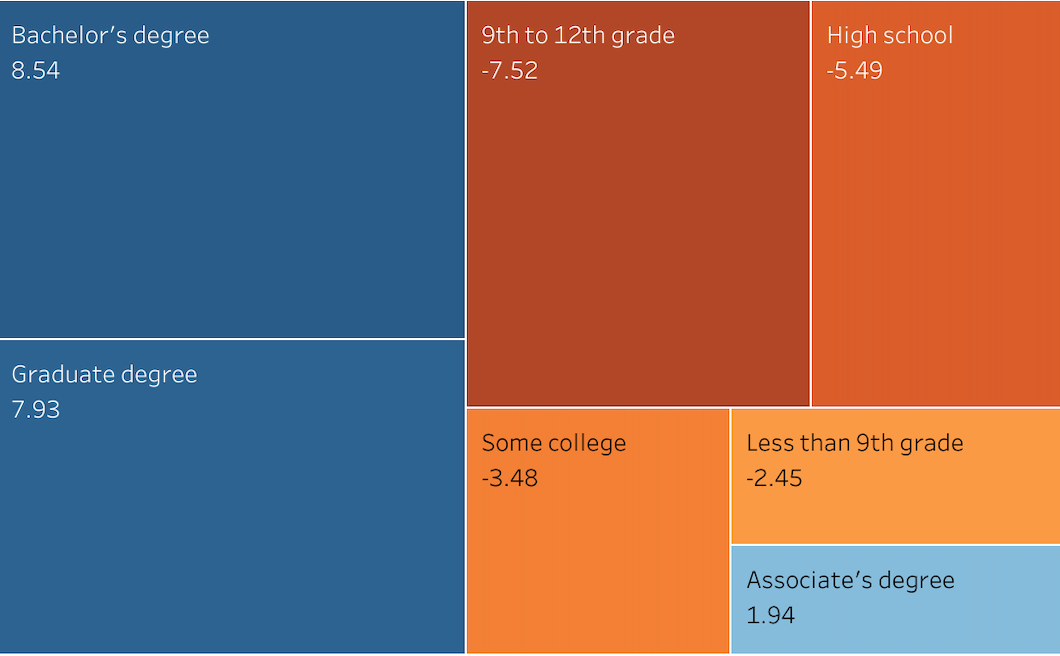 Bachelor's degree
8.54
9th to 12th grade
-7.52
High school
-5.49
Graduate degree
7.93
Some college
-3.48
Less than 9th grade
-2.45
Associate's degree
1.94